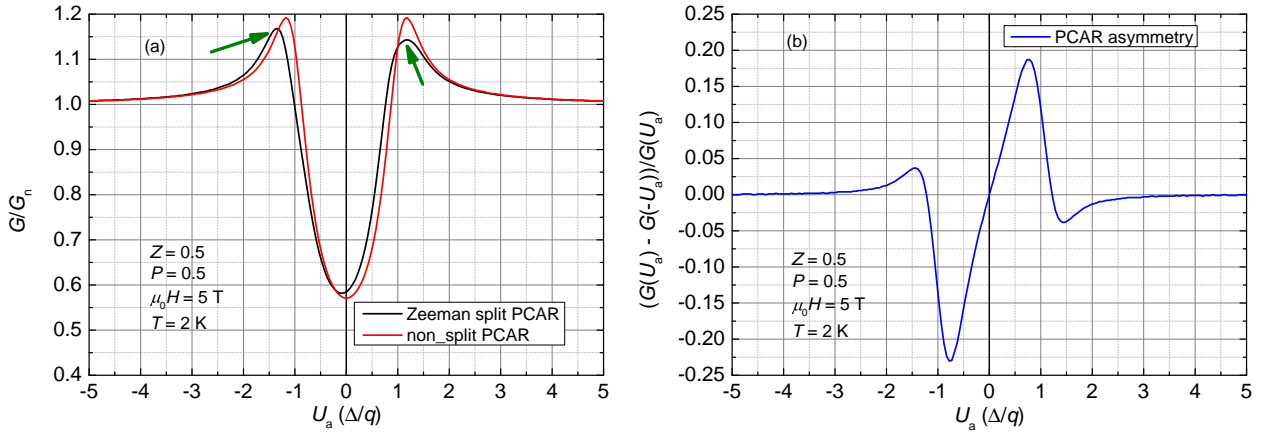 1.2
1.1
1.0
0.9
0.8
0.7
0.6
0.5
0.4
G/Gn
(a)
Z = 0.5
P = 0.5
μ0H = 5 T
T = 2 K
Zeeman split PCAR
non_split PCAR
-5 -4 -3 -2 -1 0 1 2 3 4 5
Ua (Δ/q)
0.25
0.20
0.15
0.10
0.05
0.00
-0.05
-0.10
-0.15
-0.20
-0.25
(G(Ua) - G(-Ua))/G(Ua)
(b)
PCAR asymmetry
Z = 0.5
P = 0.5
μ0H = 5 T
T = 2 K
-5 -4 -3 -2 -1 0 1 2 3 4 5
Ua (Δ/q)